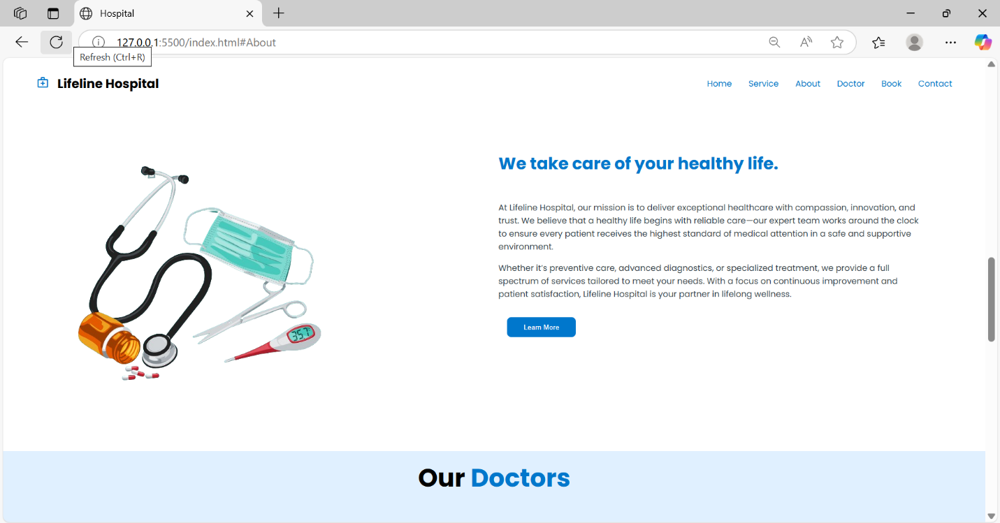 Hospital
127.0.0.1:5500/index.html#About
Refresh (Ctrl+R)
Lifeline Hospital
Home Service About Doctor Book Contact
We take care of your healthy life.
At Lifeline Hospital, our mission is to deliver exceptional healthcare with compassion, innovation, and
trust. We believe that a healthy life begins with reliable care—our expert team works around the clock
to ensure every patient receives the highest standard of medical attention in a safe and supportive
environment.
Whether it's preventive care, advanced diagnostics, or specialized treatment, we provide a full
spectrum of services tailored to meet your needs. With a focus on continuous improvement and
patient satisfaction, Lifeline Hospital is your partner in lifelong wellness.
35.7°
Learn More
Our Doctors